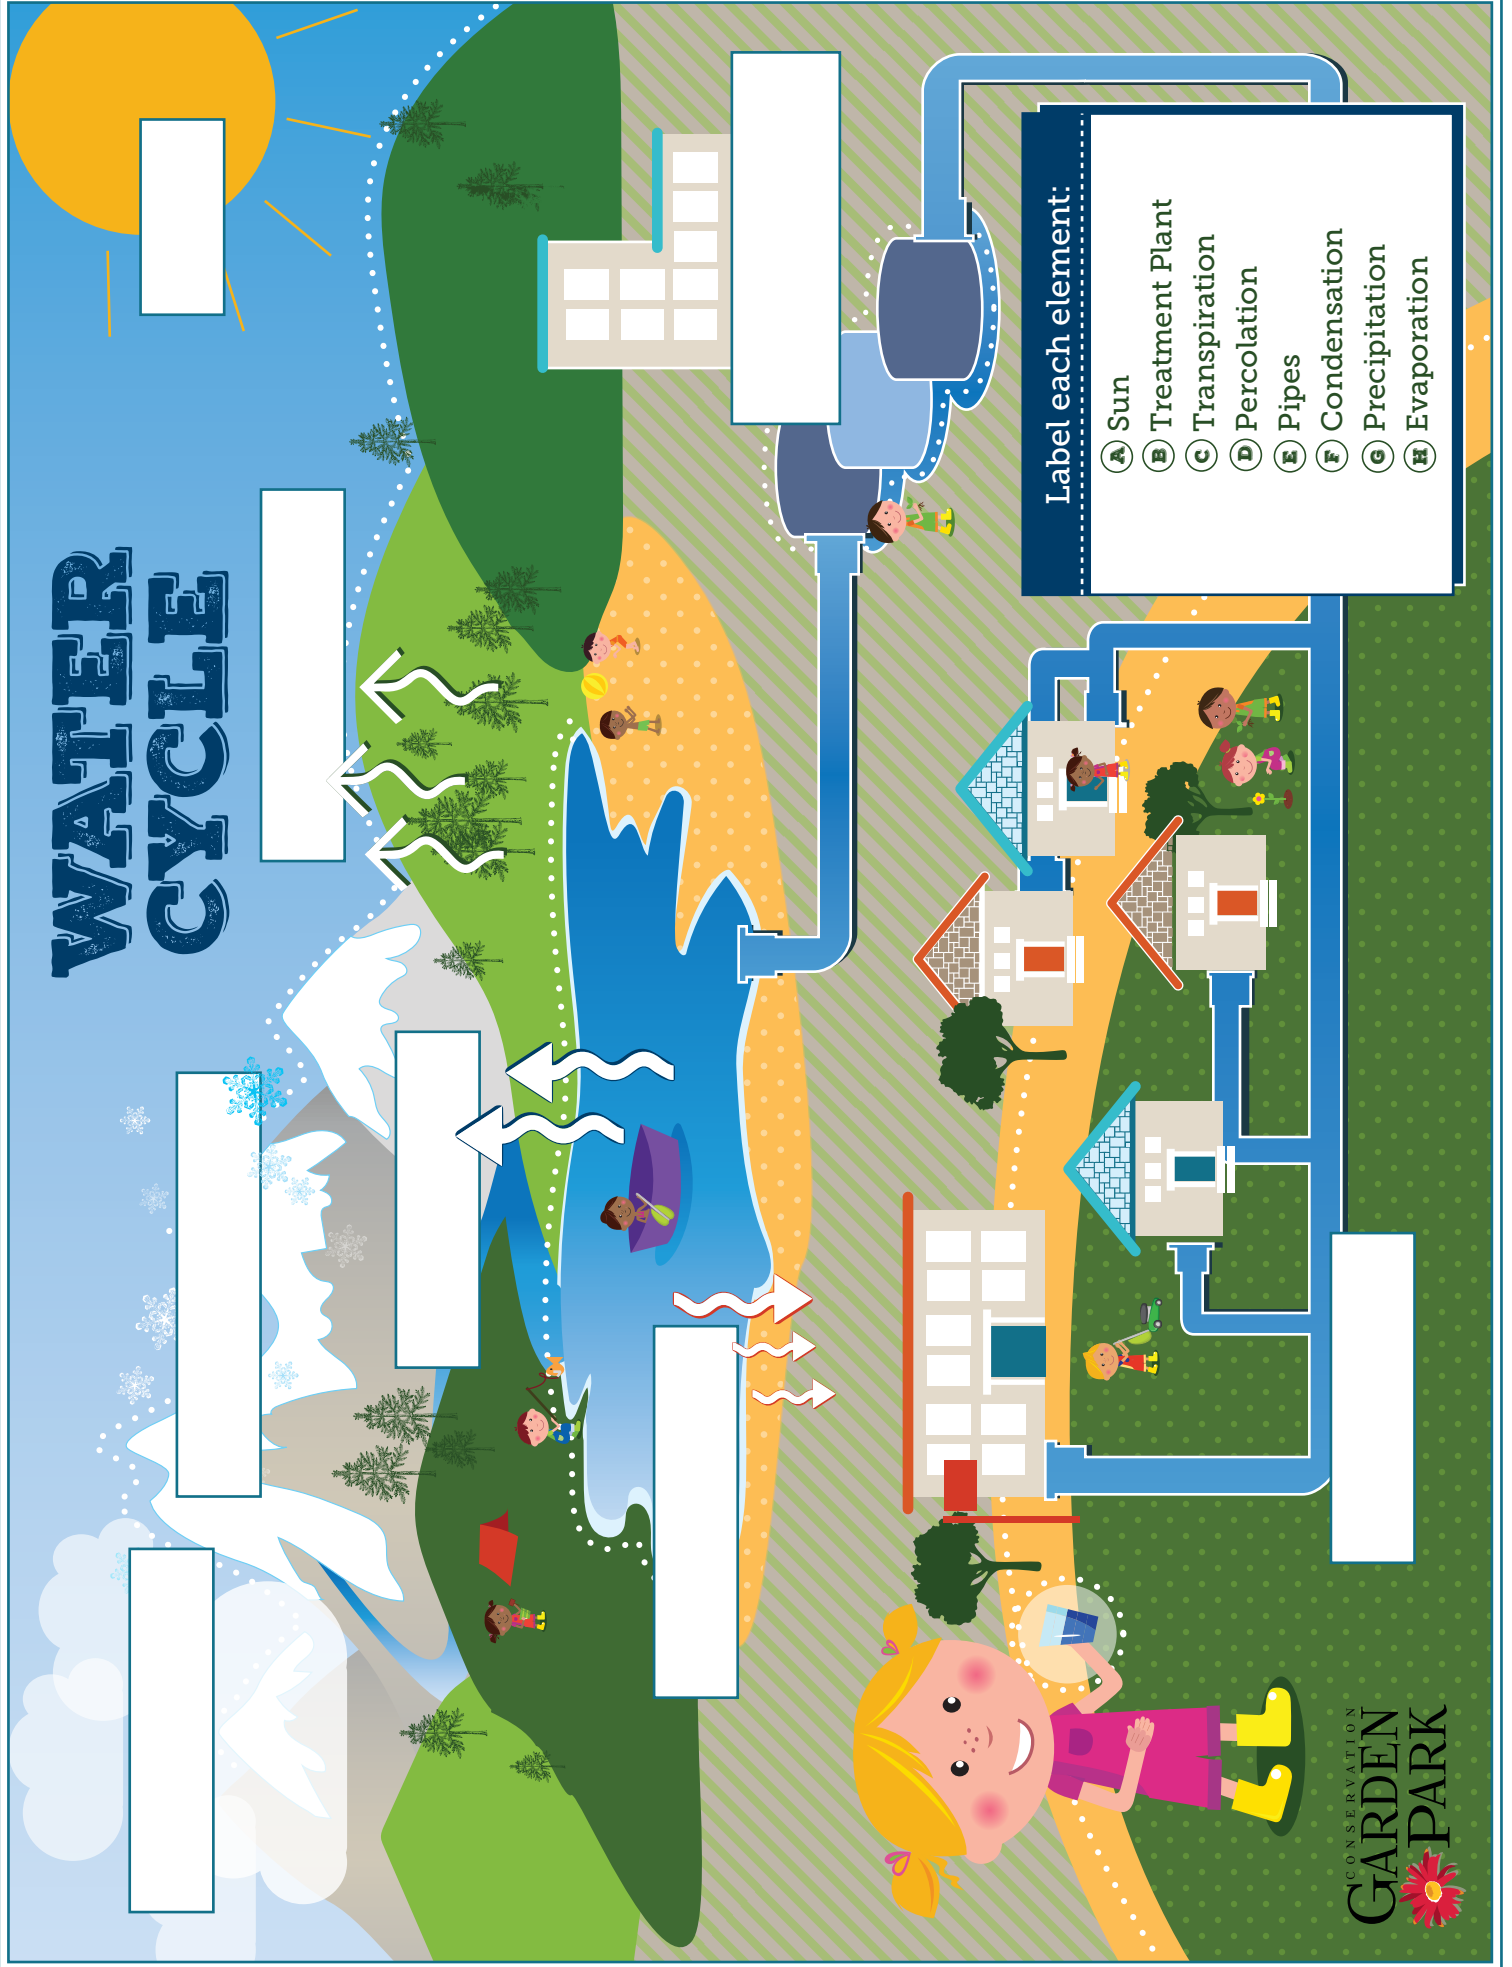 WATER
CYCLE
Label each element:
A Sun
B Treatment Plant
C Transpiration
D Percolation
E Pipes
F Condensation
G Precipitation
H Evaporation
CONSERVATION
GARDEN
PARK